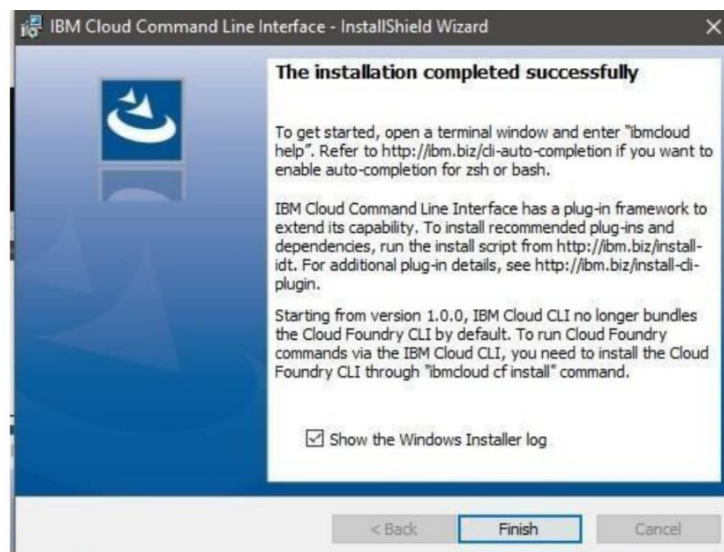 IBM Cloud Command Line Interface - InstallShield Wizard
The installation completed successfully
To get started, open a terminal window and enter "ibmcloud
help". Refer to http://ibm.biz/cli-auto-completion if you want to
enable auto-completion for zsh or bash.
IBM Cloud Command Line Interface has a plug-in framework to
extend its capability. To install recommended plug-ins and
dependencies, run the install script from http://ibm.biz/install-
idt. For additional plug-in details, see http://ibm.biz/install-cli-
plugin.
Starting from version 1.0.0, IBM Cloud CLI no longer bundles
the Cloud Foundry CLI by default. To run Cloud Foundry
commands via the IBM Cloud CLI, you need to install the Cloud
Foundry CLI through "ibmcloud cf install" command.
Show the Windows Installer log
< Back Finish Cancel